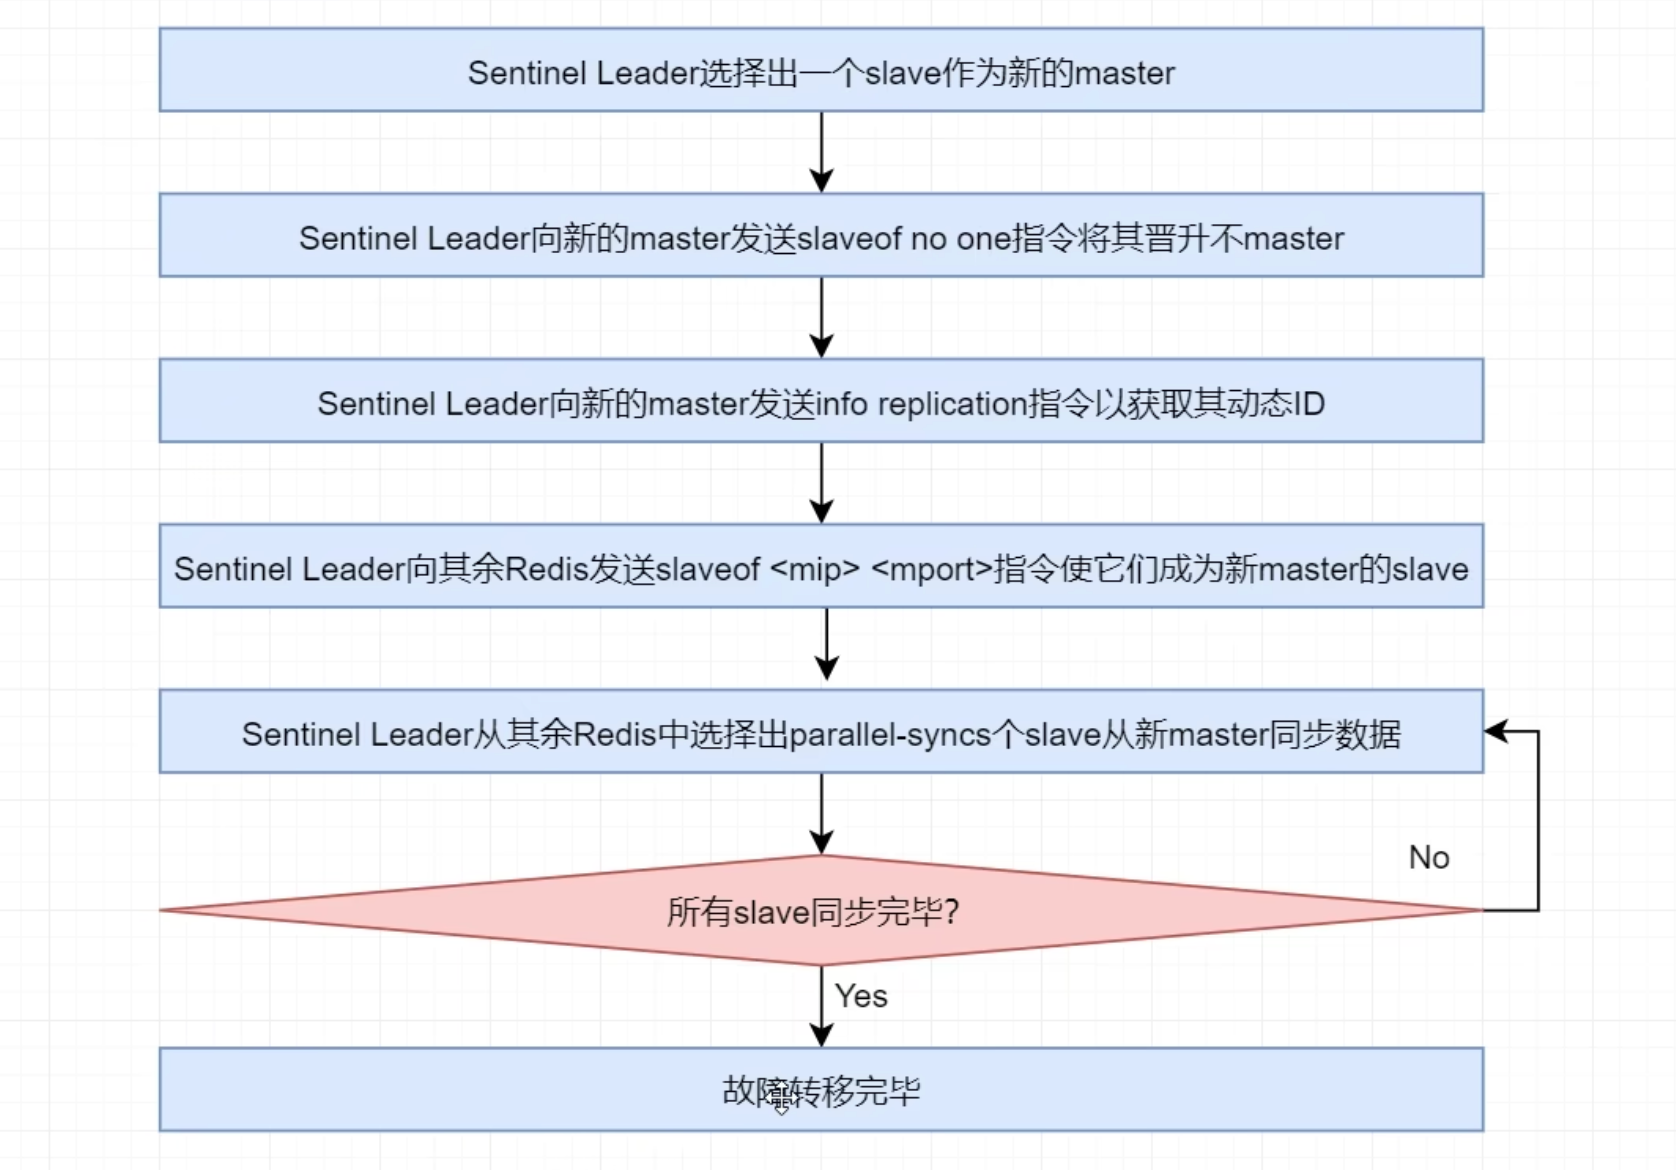 Sentinel Leader选择出一个slave作为新的master
Sentinel Leader向新的master发送slaveof no one指令将其晋升不master
Sentinel Leader向新的master发送info replication指令以获取其动态ID
Sentinel Leader向其余Redis发送slaveof <mip> <mport>指令使它们成为新master的slave
Sentinel Leader从其余Redis中选择出parallel-syncs个slave从新master同步数据
No
所有slave同步完毕？
Yes
故障转移完毕